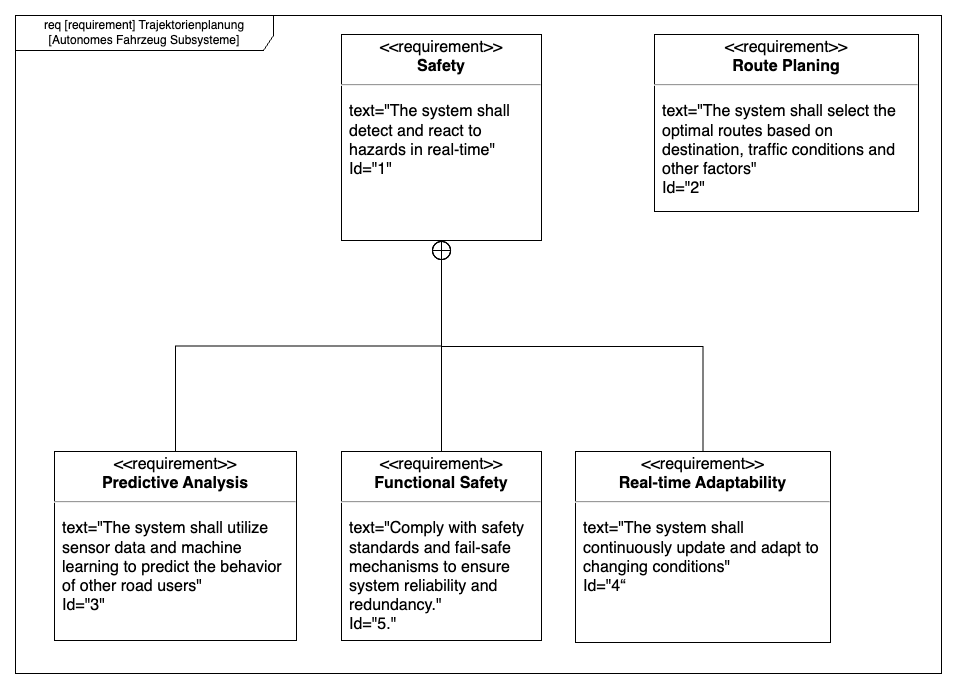 req [requirement] Trajektorienplanung
[Autonomes Fahrzeug Subsysteme]
<<requirement>>
Safety
text="The system shall
detect and react to
hazards in real-time"
Id="1"
<<requirement>>
Route Planing
text="The system shall select the
optimal routes based on
destination, traffic conditions and
other factors"
Id="2"
<<requirement>>
Predictive Analysis
text="The system shall utilize
sensor data and machine
learning to predict the behavior
of other road users"
Id="3"
<<requirement>>
Functional Safety
text="Comply with safety
standards and fail-safe
mechanisms to ensure
system reliability and
redundancy."
Id="5."
<<requirement>>
Real-time Adaptability
text="The system shall
continuously update and adapt to
changing conditions"
Id="4“